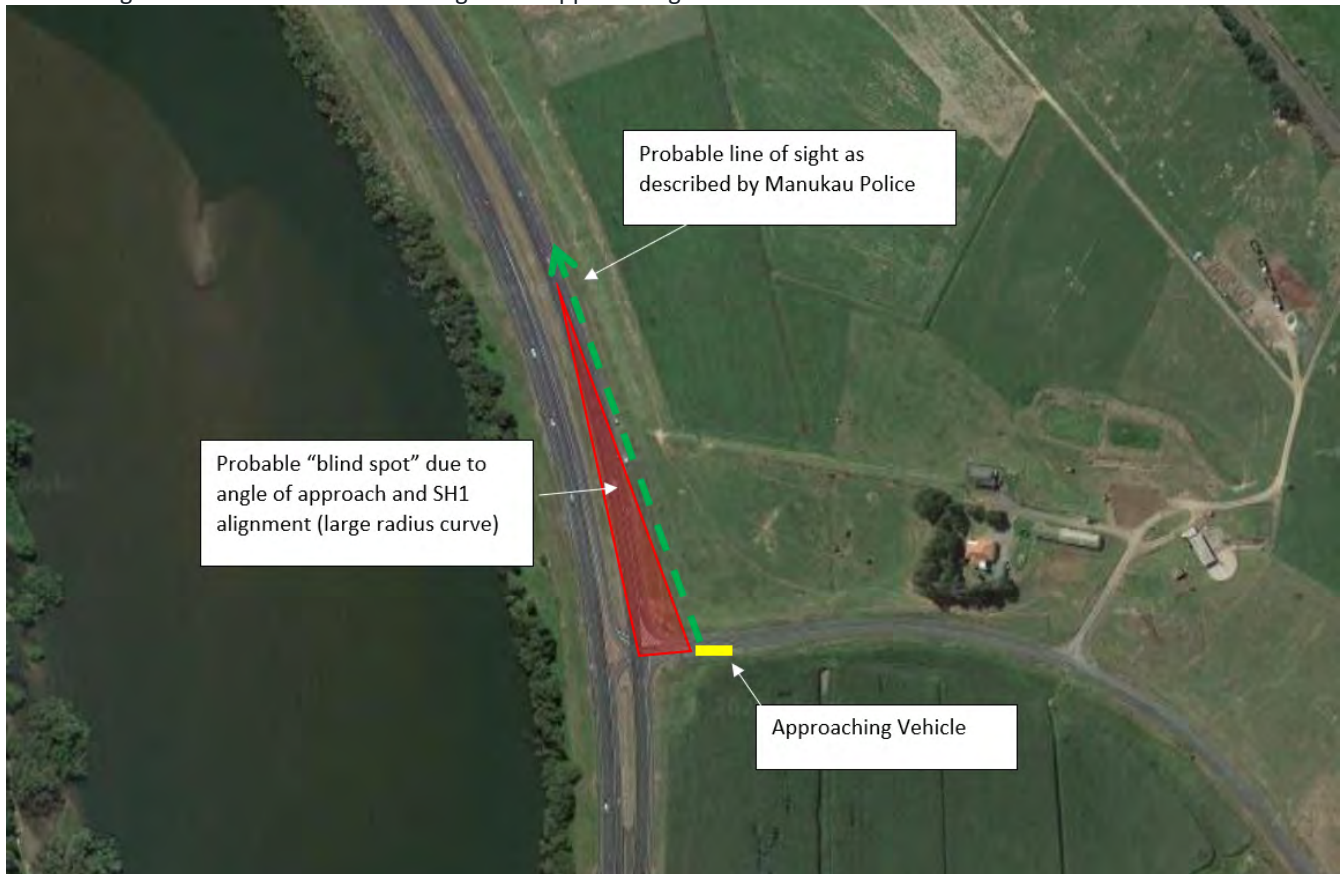 Probable line of sight as
described by Manukau Police
Probable “blind spot” due to
angle of approach and SH1
alignment (large radius curve)
Approaching Vehicle